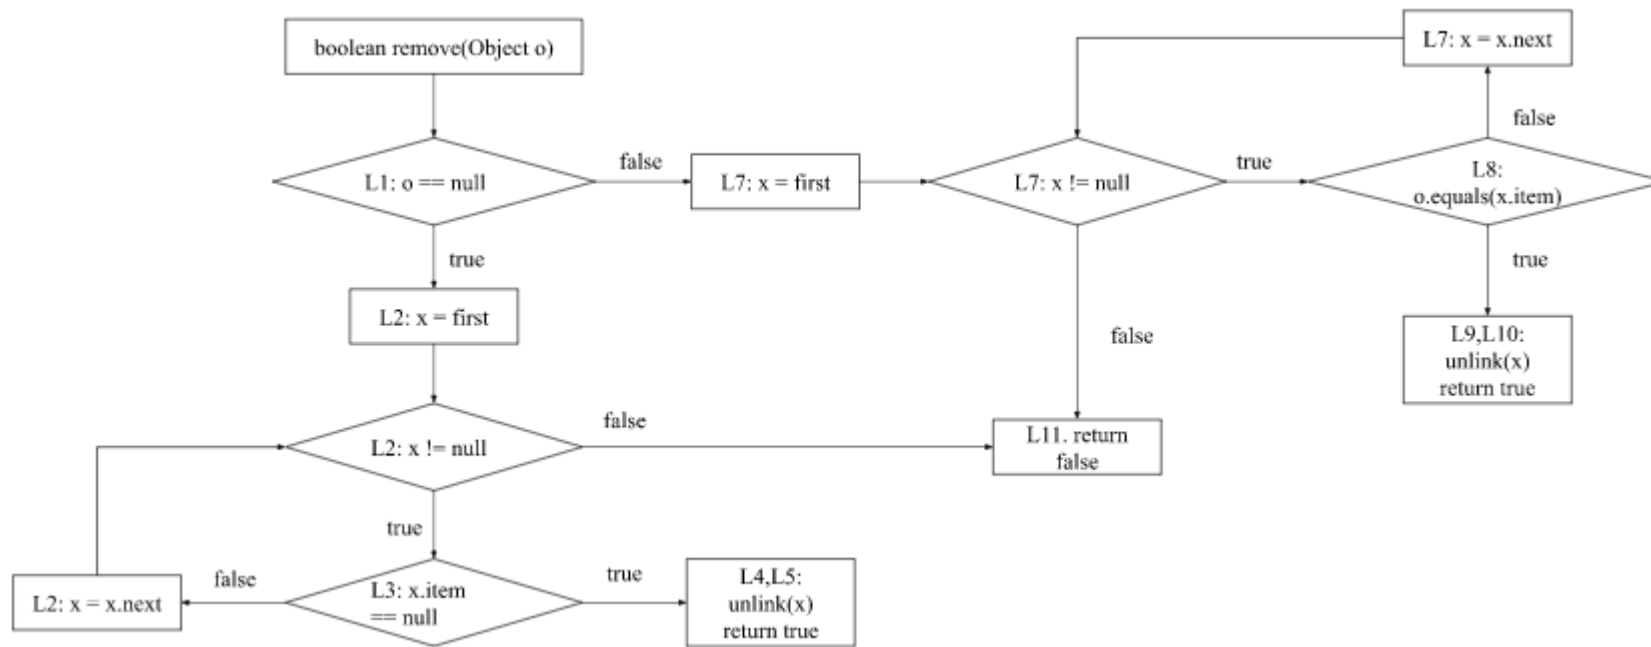 boolean remove(Object o)
L7: x = x.next
false
L1: o == null
false
L7: x = first
L7: x != null
true
L8:
o.equals(x.item)
true
true
L2: x = first
false
L9,L10:
unlink(x)
return true
L2: x != null
false
L11. return
false
true
L2: x = x.next
false
L3: x.item
== null
true
L4,L5:
unlink(x)
return true